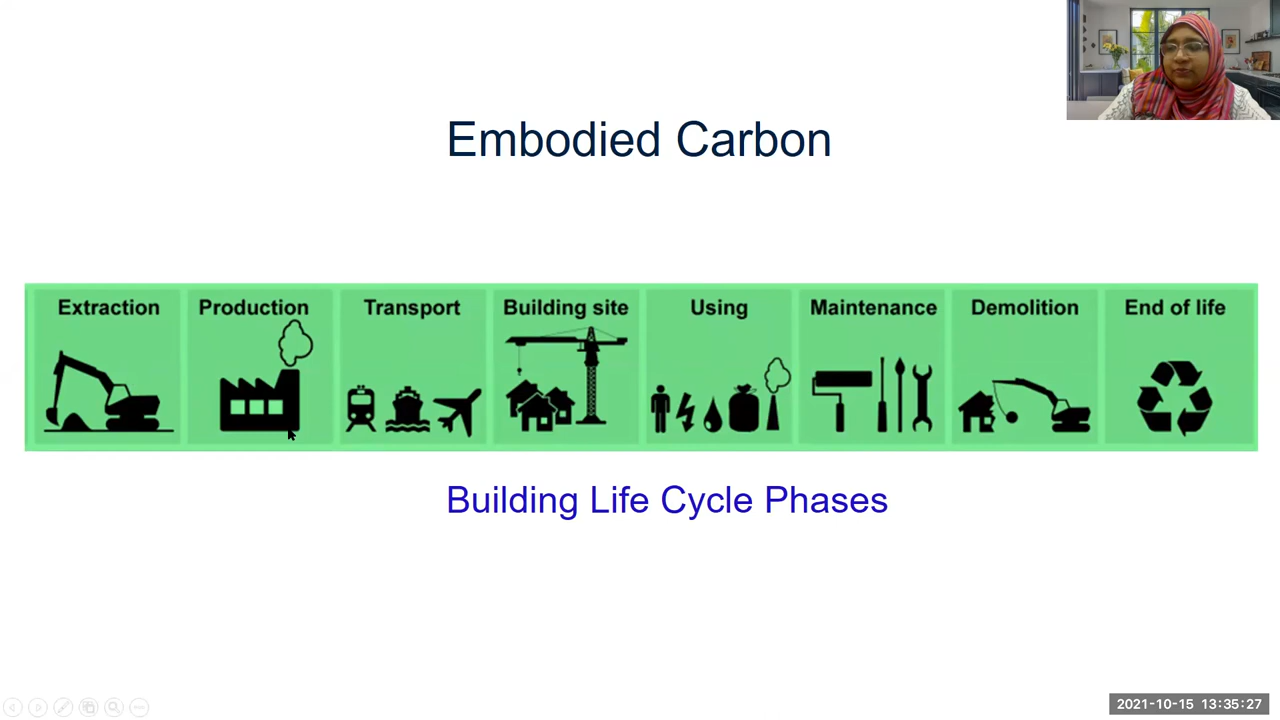 Embodied Carbon
Extraction Production Transport Building site Using Maintenance Demolition End of life
Building Life Cycle Phases
2021-10-15 13:35:27